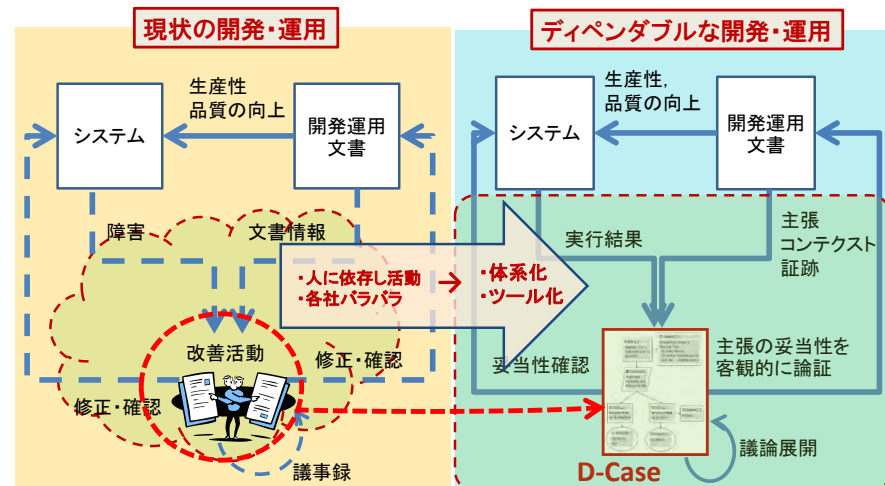 現状の開発・運用
生産性
品質の向上
システム
開発運用
文書
障害
文書情報
・人に依存し活動
・各社バラバラ
→
・体系化
・ツール化
改善活動
修正・確認
修正・確認
議事録
ディペンダブルな開発・運用
生産性,
品質の向上
システム
開発運用
文書
実行結果
主張
コンテクスト
証跡
妥当性確認
主張の妥当性を
客観的に論証
議論展開
D-Case